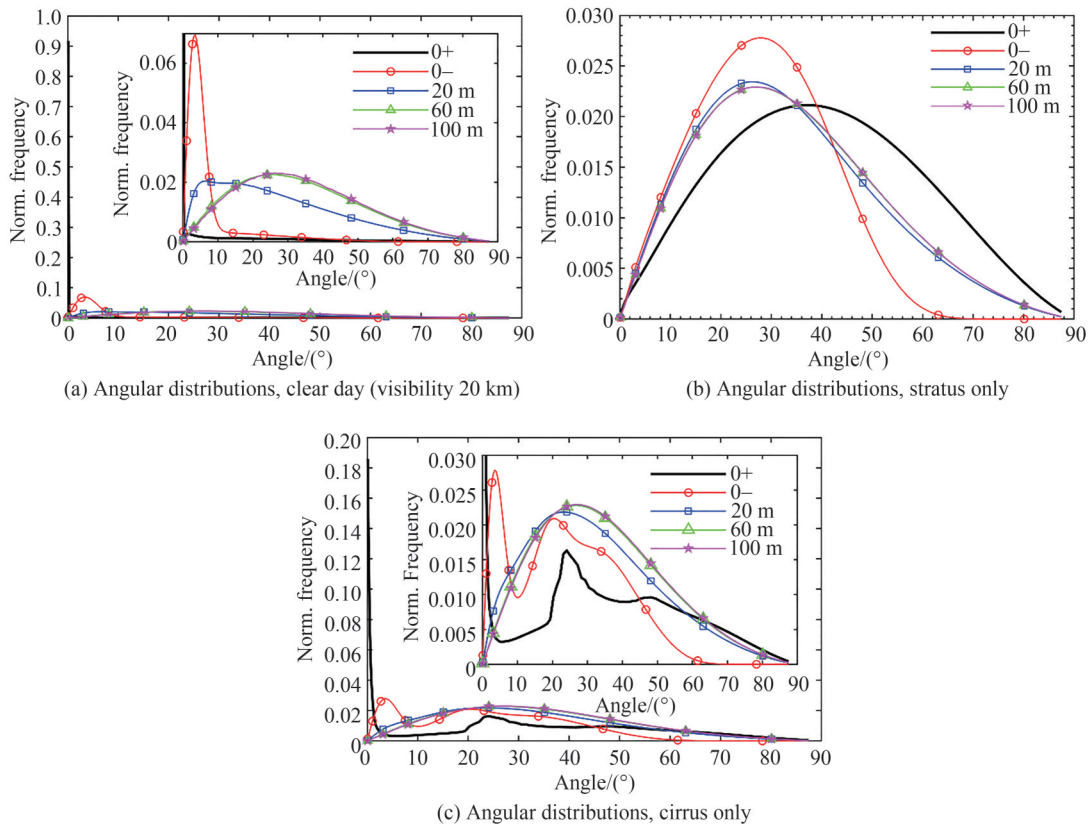 1.0
0.9
0.8
0.7
0.6
0.5
0.4
0.3
0.2
0.1
0
Norm. frequency
0 10 20 30 40 50 60 70 80 90
Angle/(°)
0.06
0.04
0.02
0
Norm. frequency
0 10 20 30 40 50 60 70 80 90
Angle/(°)
0+
0−
20 m
60 m
100 m
(a) Angular distributions, clear day (visibility 20 km)
0.030
0.025
0.020
0.015
0.010
0.005
0.000
Norm. frequency
0+
0−
20 m
60 m
100 m
0 10 20 30 40 50 60 70 80 90
Angle/(°)
(b) Angular distributions, stratus only
0.20
0.18
0.16
0.14
0.12
0.10
0.08
0.06
0.04
0.02
0
Norm. frequency
0 10 20 30 40 50 60 70 80 90
Angle/(°)
0.030
0.025
0.020
0.015
0.010
0.005
0
Norm. Frequency
0 10 20 30 40 50 60 70 80 90
Angle/(°)
0+
0−
20 m
60 m
100 m
(c) Angular distributions, cirrus only